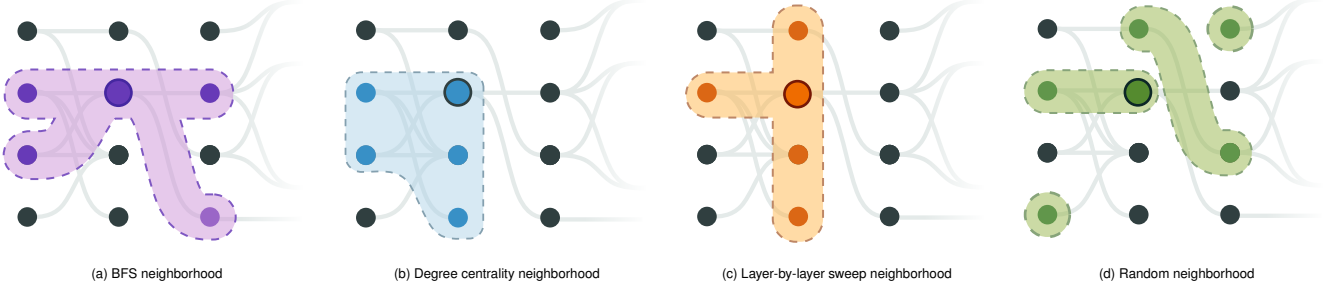 (a) BFS neighborhood
(b) Degree centrality neighborhood
(c) Layer-by-layer sweep neighborhood
(d) Random neighborhood